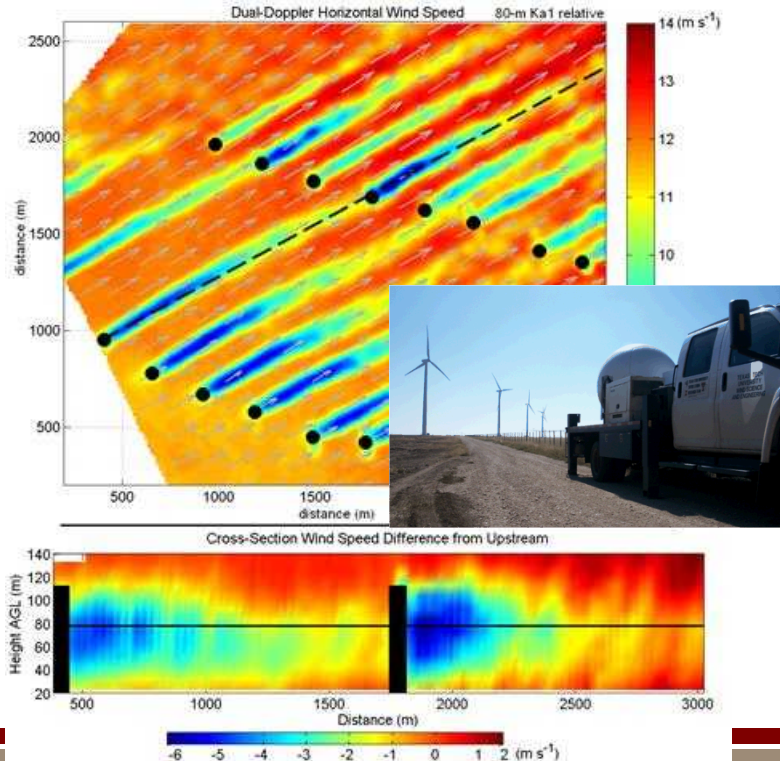 Dual-Doppler Horizontal Wind Speed 80-m Ka1 relative
14 (m s⁻¹)
13
12
11
10
2500
2000
1500
1000
500
distance (m)
500 1000 1500
distance (m)
TEXAS TECH
UNIVERSITY
Cross-Section Wind Speed Difference from Upstream
140
120
100
80
60
40
20
Height AGL (m)
500 1000 1500 2000 2500 3000
Distance (m)
-6 -5 -4 -3 -2 -1 0 1 2 (m s⁻¹)